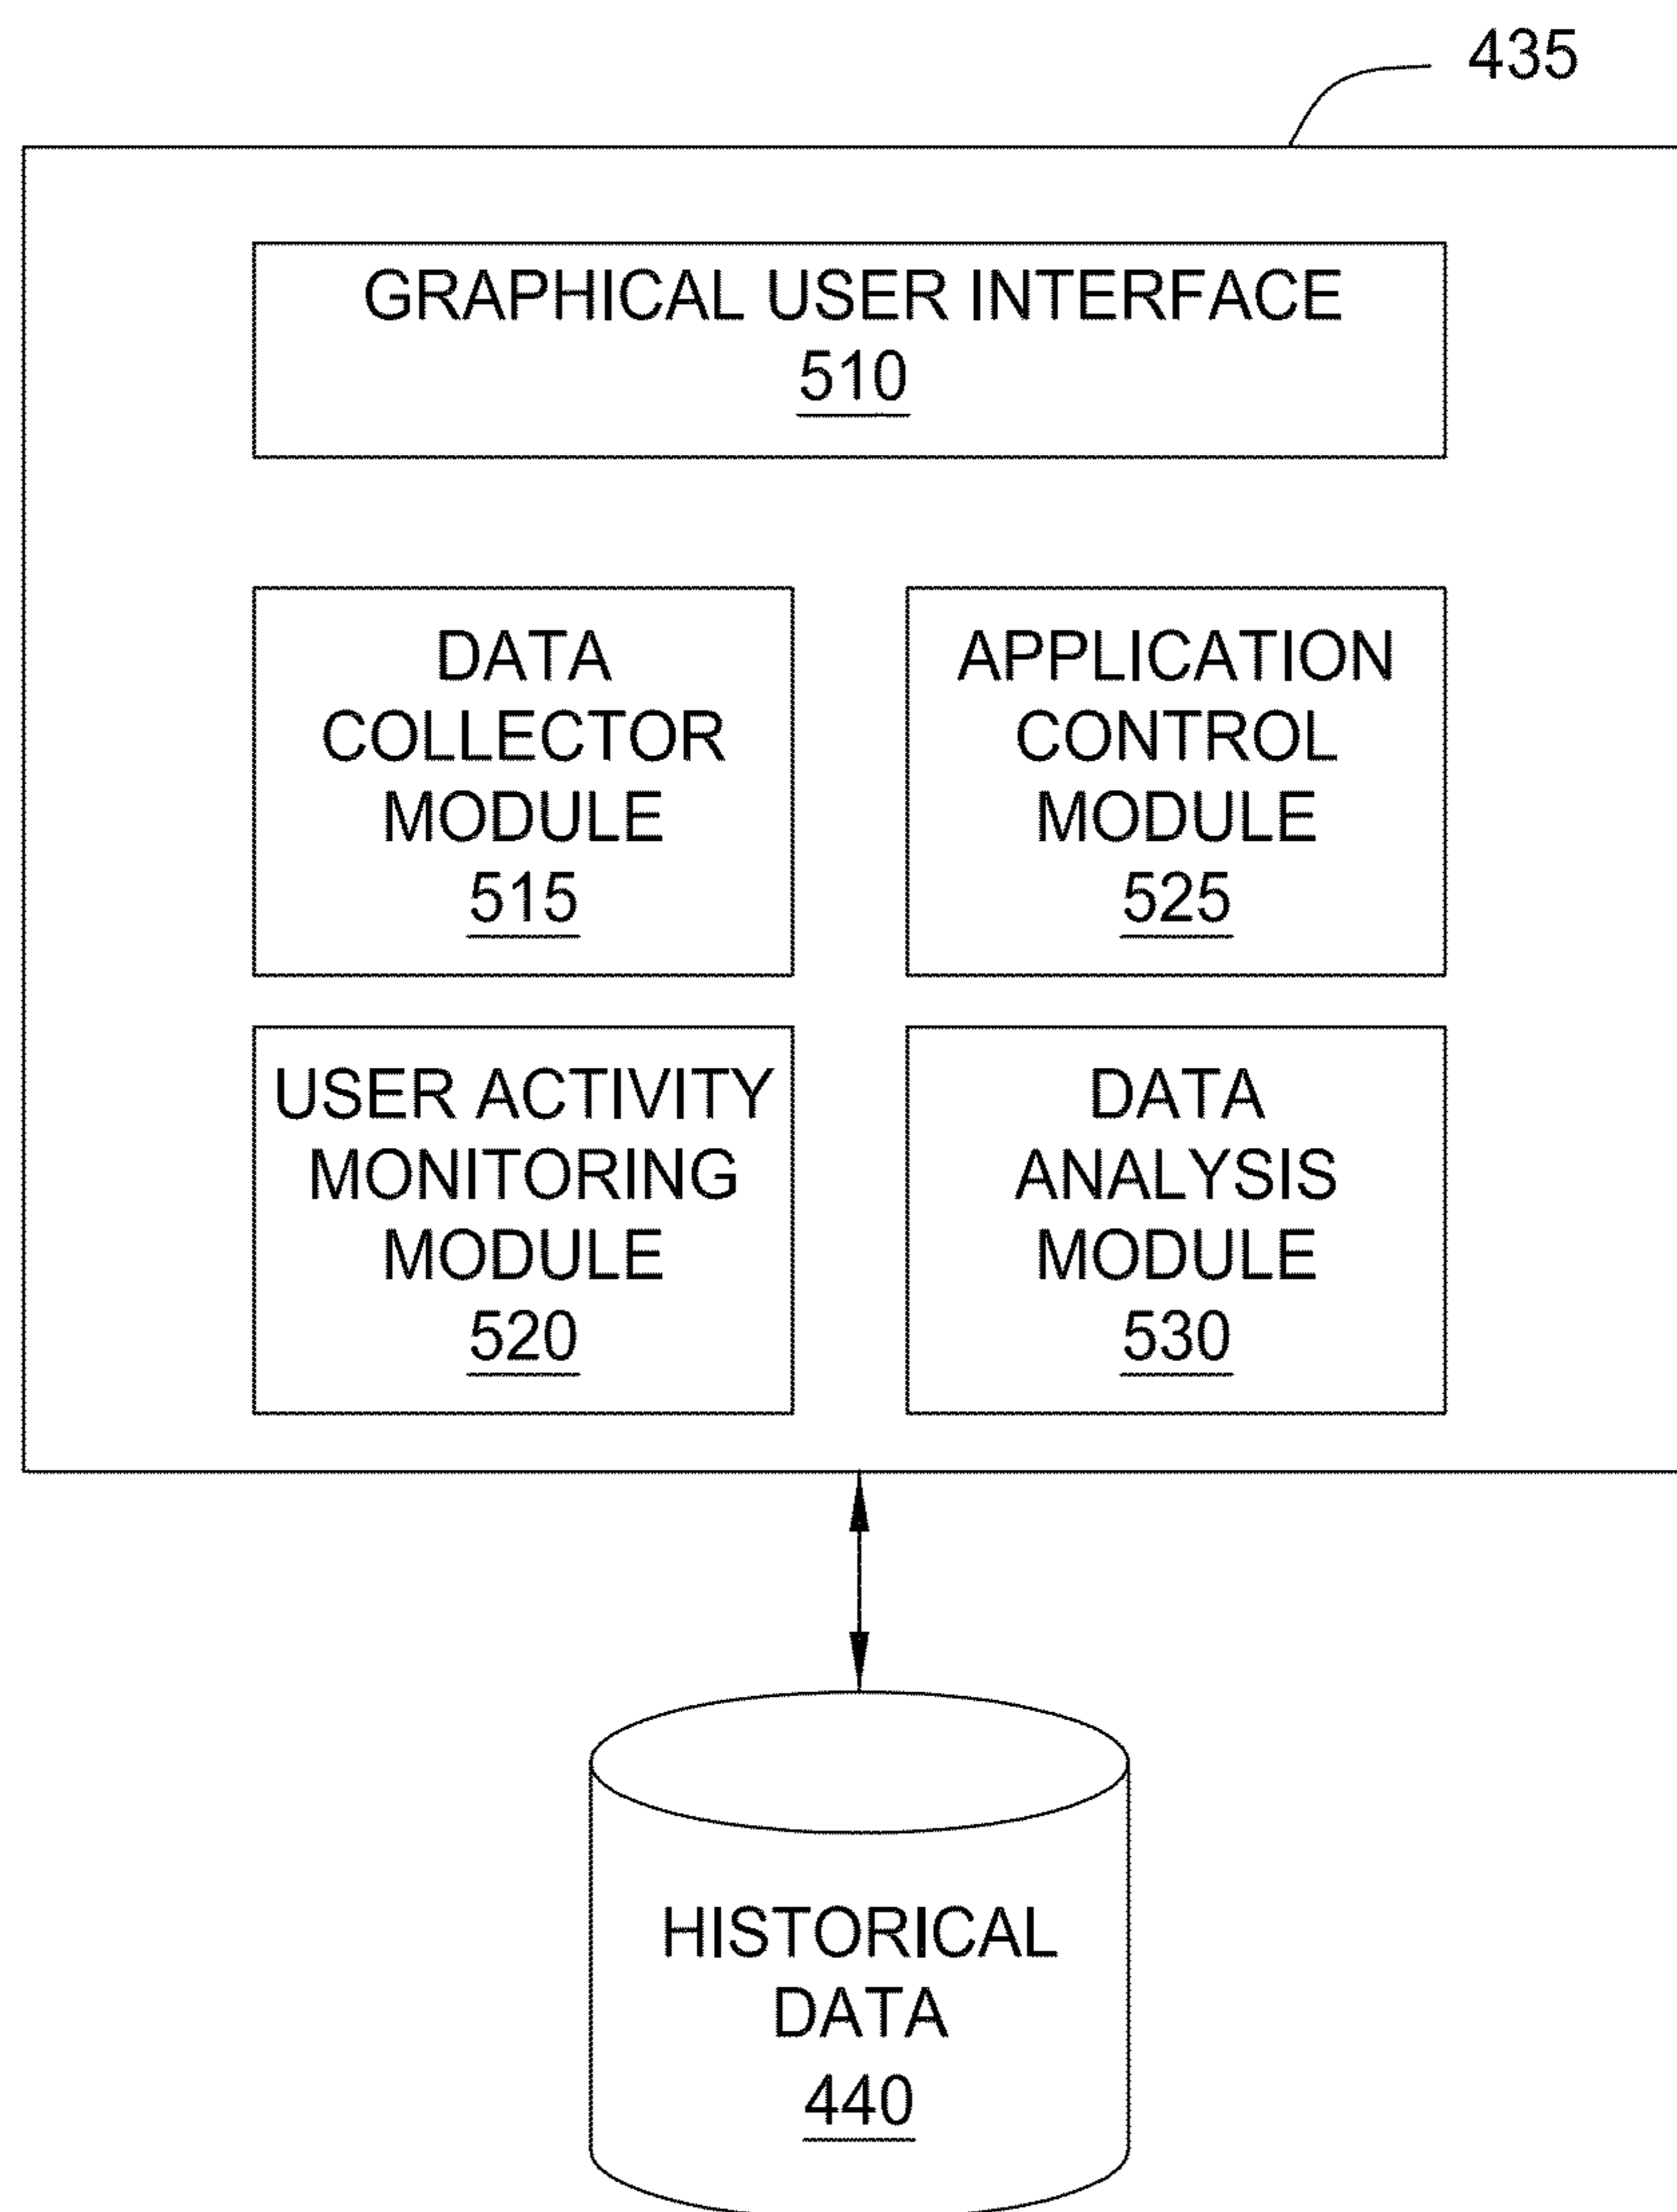 435
GRAPHICAL USER INTERFACE
510
DATA
COLLECTOR
MODULE
515
APPLICATION
CONTROL
MODULE
525
USER ACTIVITY
MONITORING
MODULE
520
DATA
ANALYSIS
MODULE
530
HISTORICAL
DATA
440